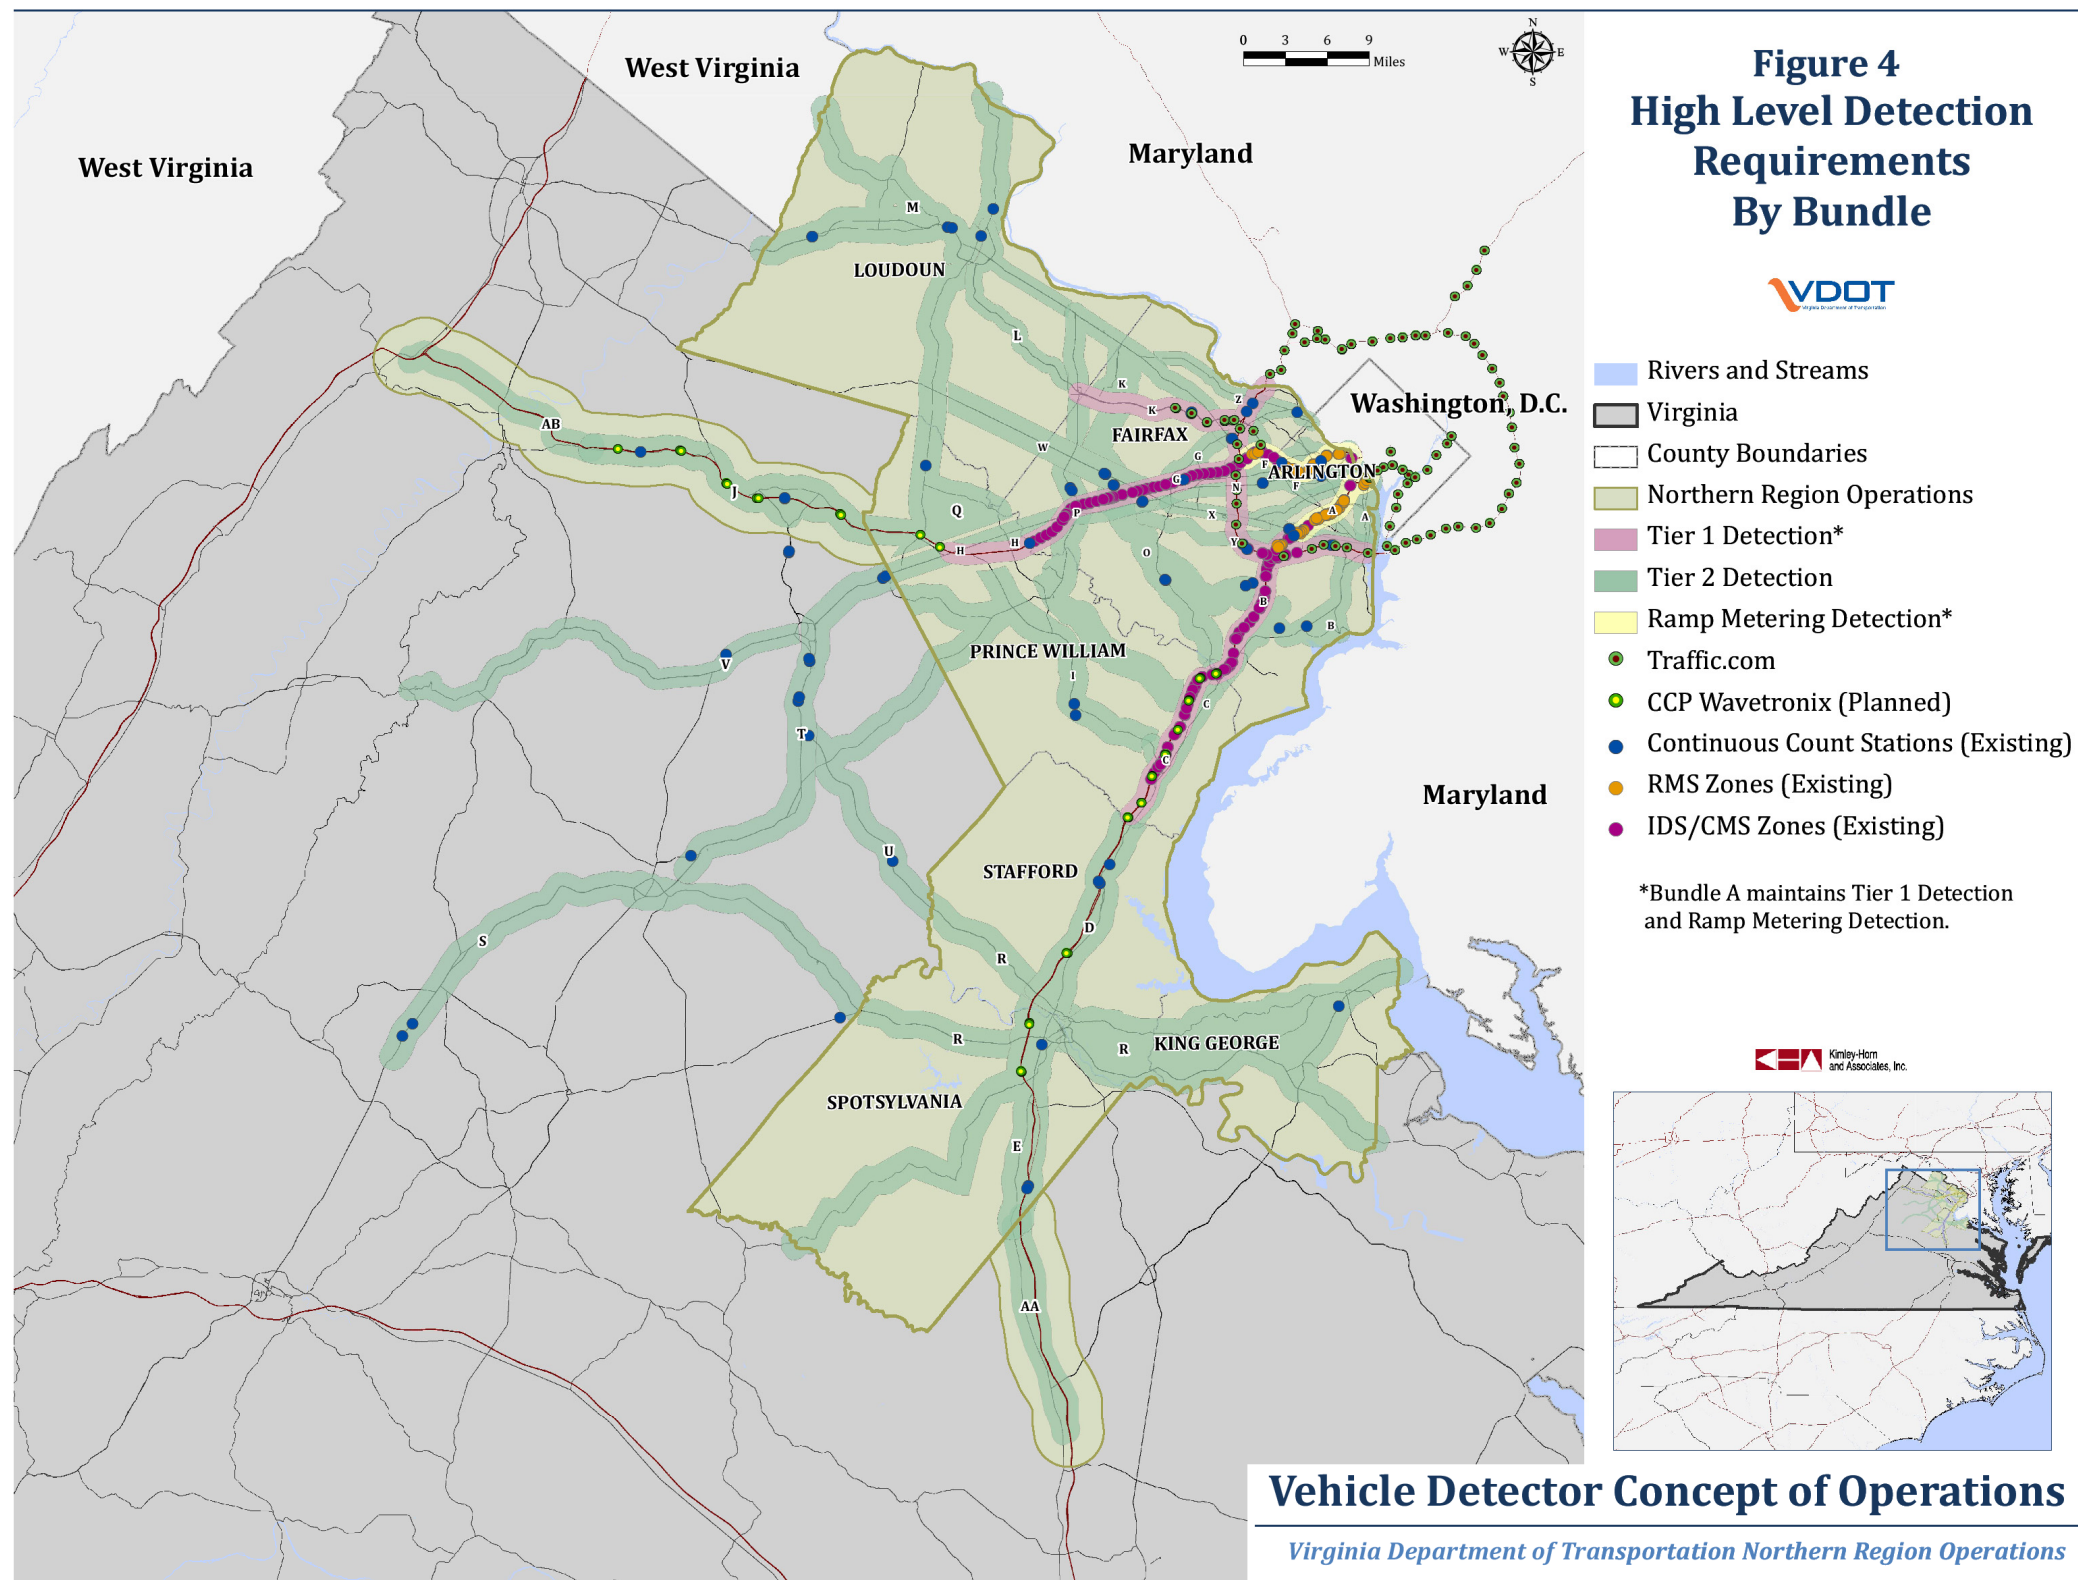 West Virginia
West Virginia
Maryland
0 3 6 9
Miles
N
W E
S
Figure 4
High Level Detection
Requirements
By Bundle
VDOT
Virginia Department of Transportation
Rivers and Streams
Virginia
County Boundaries
Northern Region Operations
Tier 1 Detection*
Tier 2 Detection
Ramp Metering Detection*
Traffic.com
CCP Wavetronix (Planned)
Continuous Count Stations (Existing)
RMS Zones (Existing)
IDS/CMS Zones (Existing)
*Bundle A maintains Tier 1 Detection
and Ramp Metering Detection.
Kimley-Horn
and Associates, Inc.
M
LOUDOUN
L
K
K
Z
Washington, D.C.
FAIRFAX
AB
W
G
F
ARLINGTON
G
F
N
J
Q
P
X
A
A
H
H
Y
O
B
B
PRINCE WILLIAM
V
I
C
T
C
Maryland
U
STAFFORD
D
S
R
R
R
KING GEORGE
SPOTSYLVANIA
E
AA
Vehicle Detector Concept of Operations
Virginia Department of Transportation Northern Region Operations